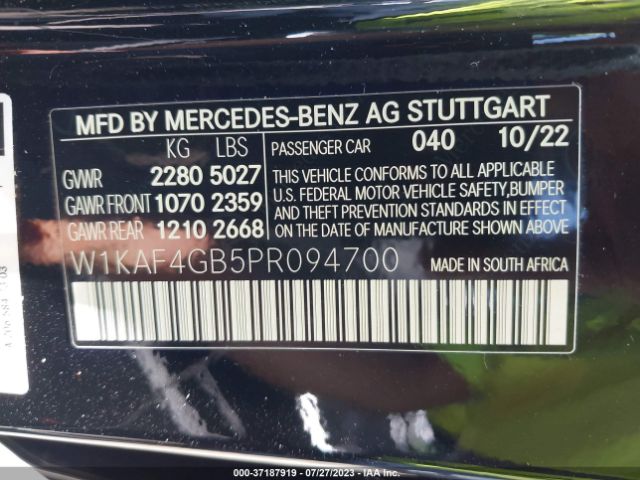 MFD BY MERCEDES-BENZ AG STUTTGART
KG LBS PASSENGER CAR 040 10/22
GVWR 2280 5027
GAWR FRONT 1070 2359
GAWR REAR 1210 2668
THIS VEHICLE CONFORMS TO ALL APPLICABLE
U.S. FEDERAL MOTOR VEHICLE SAFETY,BUMPER
AND THEFT PREVENTION STANDARDS IN EFFECT
ON THE DATE OF MANUFACTURE SHOWN ABOVE
W1KAF4GB5PR094700 MADE IN SOUTH AFRICA
000-37187919 / 07/27/2023 / IAA Inc.